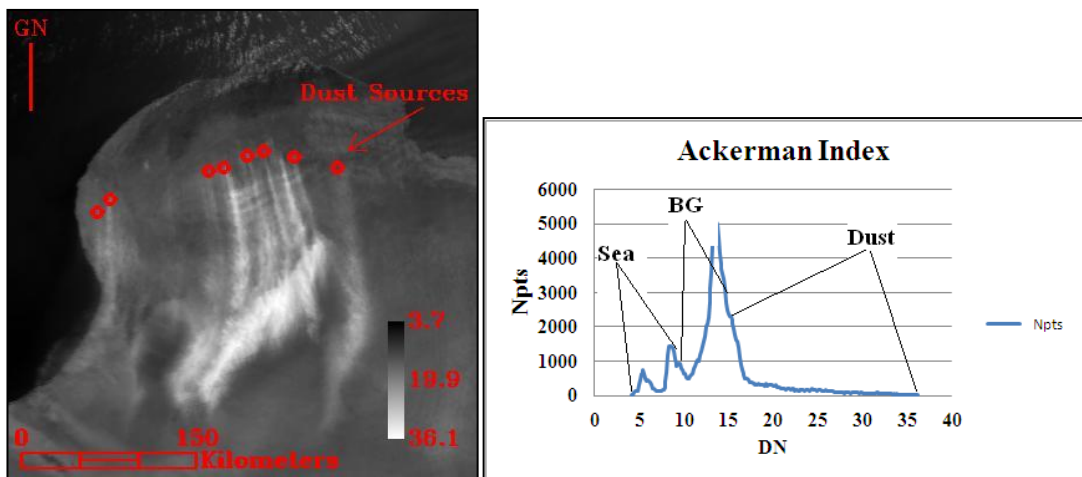 GN
Dust Sources
3.7
19.9
36.1
0 150
Kilometers
Ackerman Index
Npts
6000
5000
4000
3000
2000
1000
0
Sea
BG
Dust
Npts
0 5 10 15 20 25 30 35 40
DN